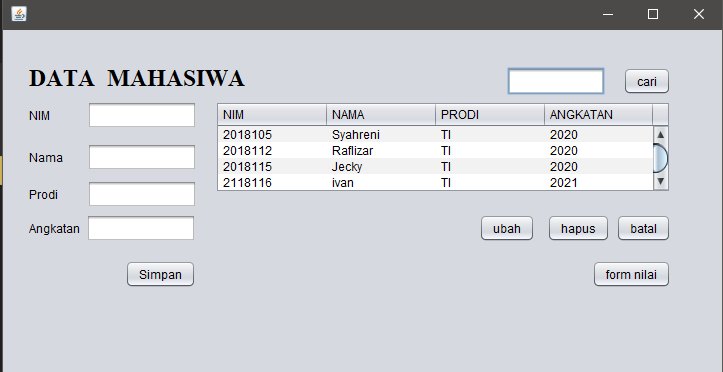 DATA MAHASIWA
cari
NIM
Nama
Prodi
Angkatan
Simpan
NIM NAMA PRODI ANGKATAN
2018105 Syahreni TI 2020
2018112 Raflizar TI 2020
2018115 Jecky TI 2020
2118116 ivan TI 2021
ubah hapus batal
form nilai